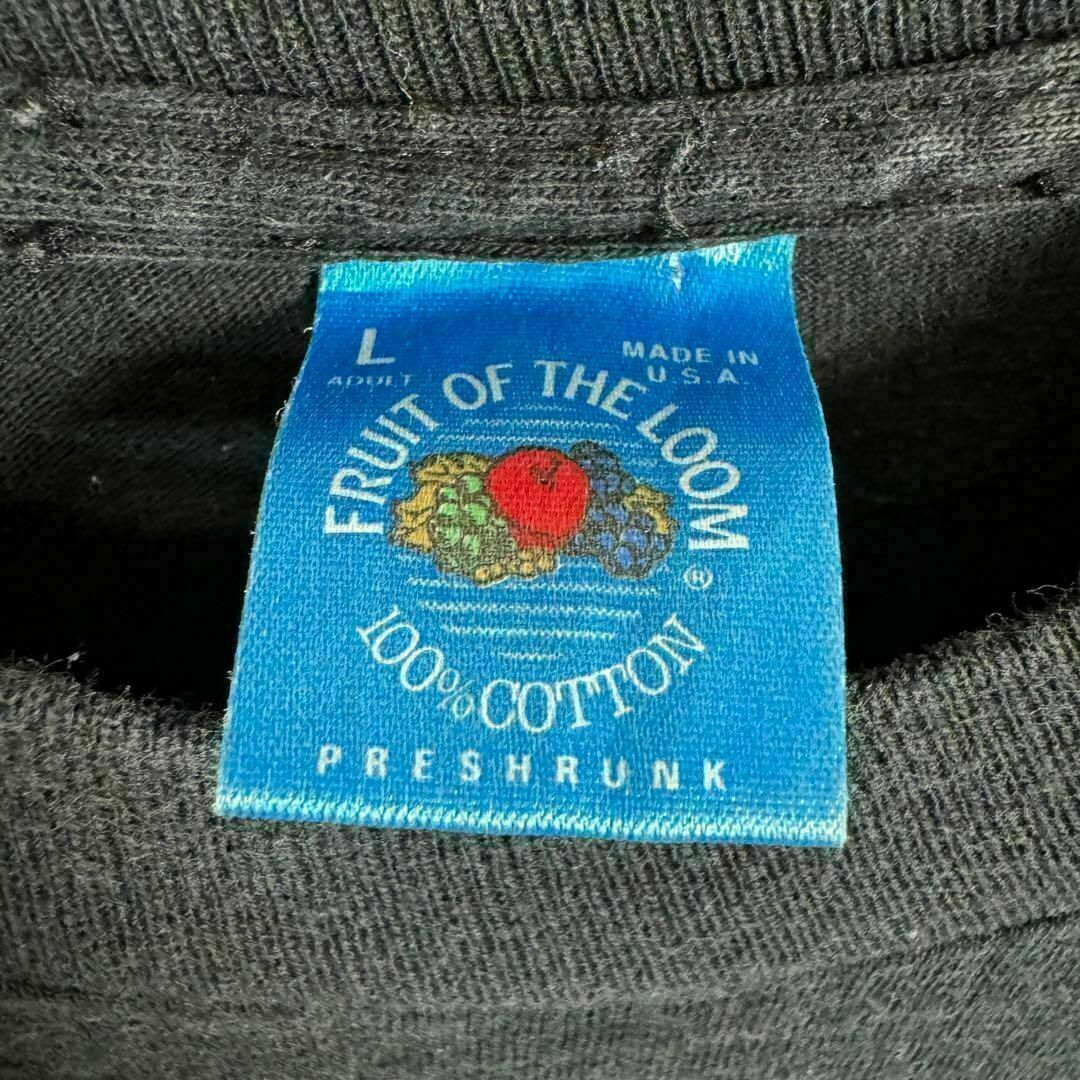 L
ADULT
MADE IN
U.S.A.
FRUIT OF THE LOOM ®
100% COTTON
PRESHRUNK